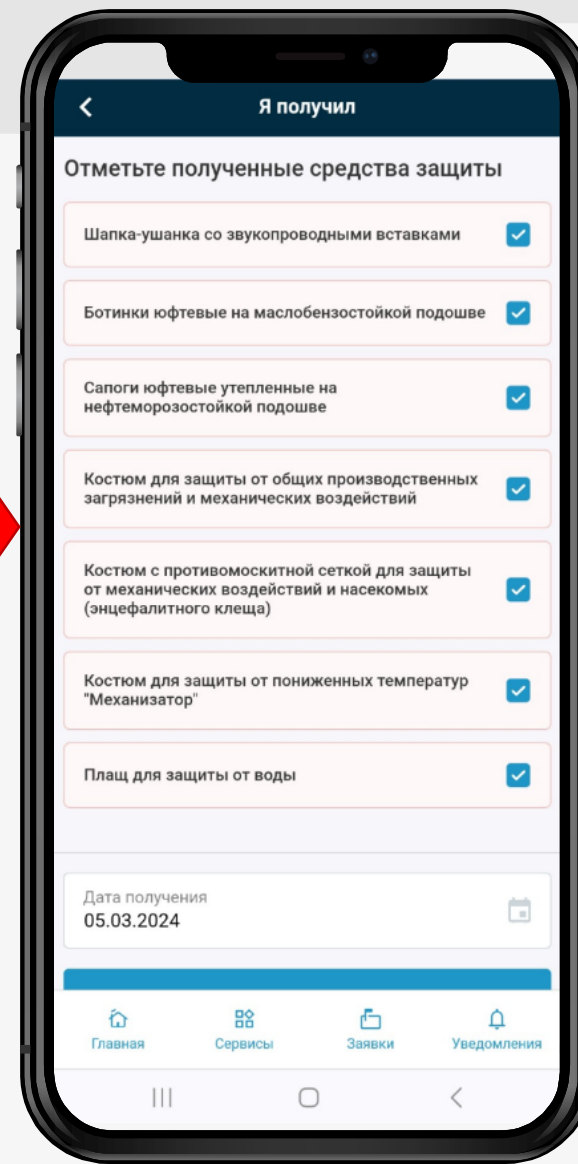 Я получил
Отметьте полученные средства защиты
Шапка-ушанка со звукопроводными вставками
Ботинки юфтевые на маслобензостойкой подошве
Сапоги юфтевые утепленные на
нефтеморозостойкой подошве
Костюм для защиты от общих производственных
загрязнений и механических воздействий
Костюм с противомоскитной сеткой для защиты
от механических воздействий и насекомых
(энцефалитного клеща)
Костюм для защиты от пониженных температур
"Механизатор"
Плащ для защиты от воды
Дата получения
05.03.2024
Главная
Сервисы
Заявки
Уведомления